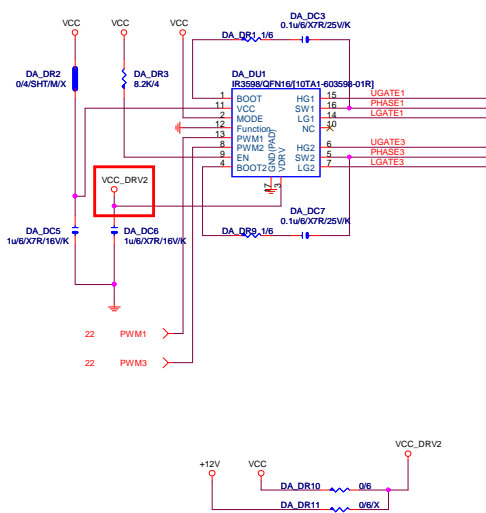 VCC
VCC
VCC
DA_DC3
0.1u/6/X7R/25V/K
DA_DR1 1/6
DA_DR2
0/4/SHT/M/X
DA_DR3
8.2K/4
DA_DU1
IR3598/QFN16/[10TA1-603598-01R]
1 BOOT HG1 15 UGATE1
11 VCC SW1 16 PHASE1
2 MODE LG1 14 LGATE1
12 Function NC 10
13 PWM1
8 PWM2 HG2 6 UGATE3
9 EN SW2 5 PHASE3
4 BOOT2 LG2 7 LGATE3
GND(PAD)
VDRV
17 3
VCC_DRV2
DA_DC7
0.1u/6/X7R/25V/K
DA_DR9 1/6
DA_DC5
1u/6/X7R/16V/K
DA_DC6
1u/6/X7R/16V/K
22 PWM1
22 PWM3
VCC_DRV2
+12V
VCC
DA_DR10 0/6
DA_DR11 0/6/X